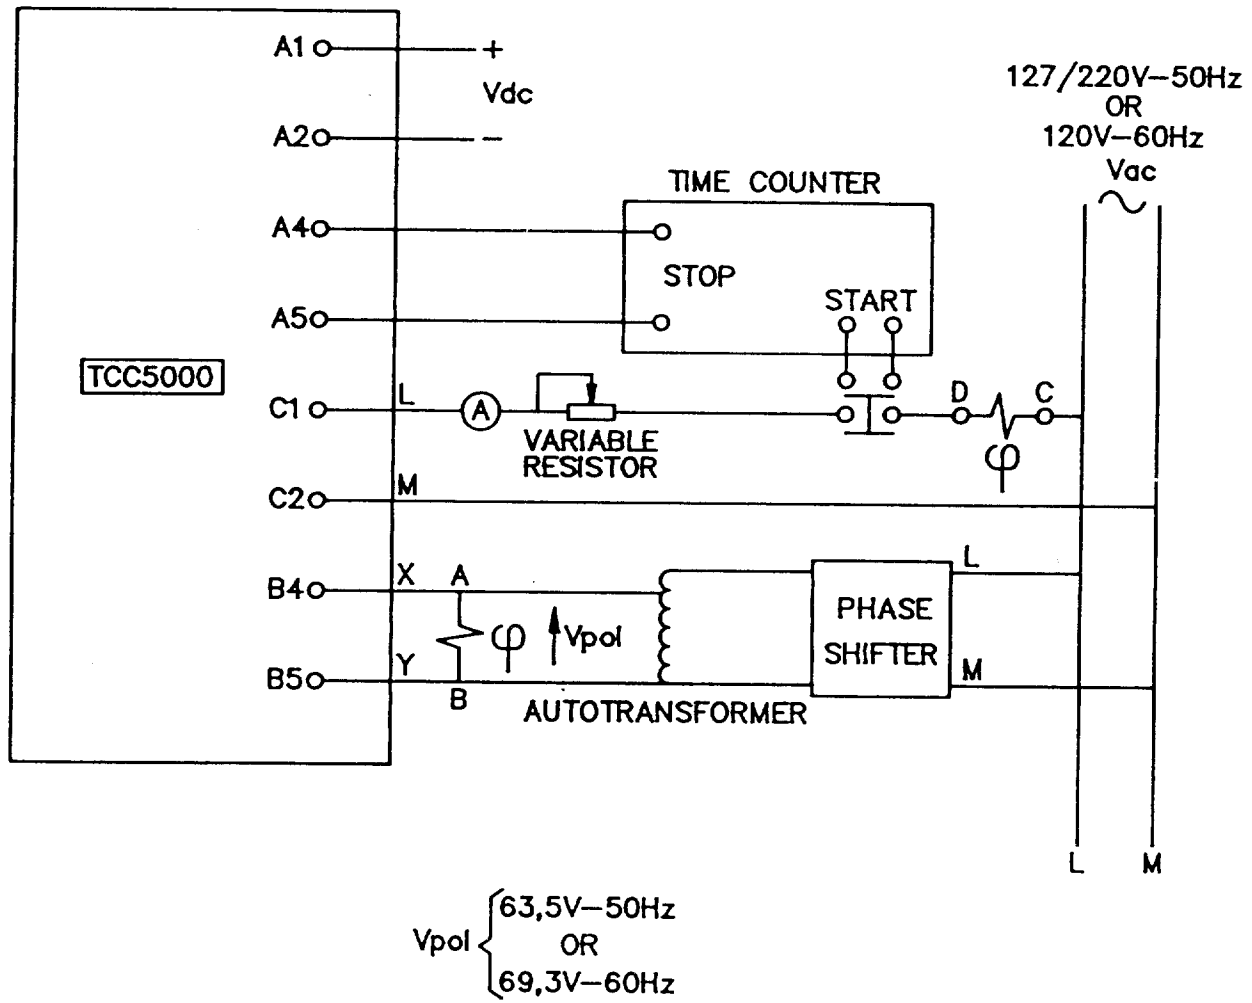 A1
+
Vdc
A2
−
127/220V−50Hz
OR
120V−60Hz
Vac
TIME COUNTER
A4
STOP
START
A5
TCC5000
C1
L
A
D
C
VARIABLE
RESISTOR
φ
C2
M
B4
X
A
L
φ
Vpol
PHASE
SHIFTER
B5
Y
B
M
AUTOTRANSFORMER
L
M
63,5V−50Hz
Vpol
OR
69,3V−60Hz